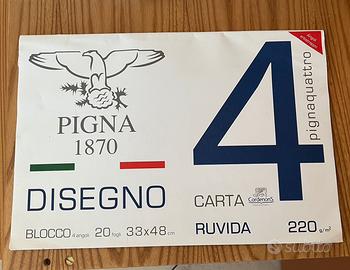 PIGNA
1870
DISEGNO
BLOCCO 4 angoli 20 fogli 33x48 cm
4
pignaquattro
CARTA
Cordenons
RUVIDA 220 g/m²
subito